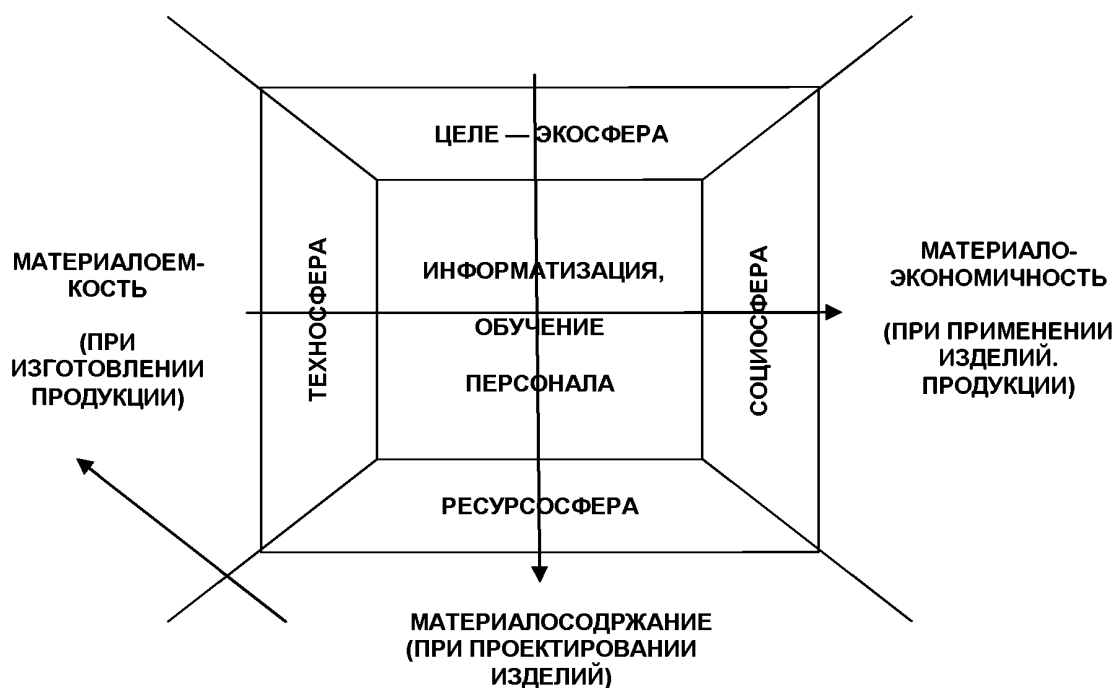 ЦЕЛЕ — ЭКОСФЕРА
МАТЕРИАЛОЕМ-
КОСТЬ
(ПРИ
ИЗГОТОВЛЕНИИ
ПРОДУКЦИИ)
ТЕХНОСФЕРА
ИНФОРМАТИЗАЦИЯ,
ОБУЧЕНИЕ
ПЕРСОНАЛА
СОЦИОСФЕРА
МАТЕРИАЛО-
ЭКОНОМИЧНОСТЬ
(ПРИ ПРИМЕНЕНИИ
ИЗДЕЛИЙ.
ПРОДУКЦИИ)
РЕСУРСОСФЕРА
МАТЕРИАЛОСОДРЖАНИЕ
(ПРИ ПРОЕКТИРОВАНИИ
ИЗДЕЛИЙ)